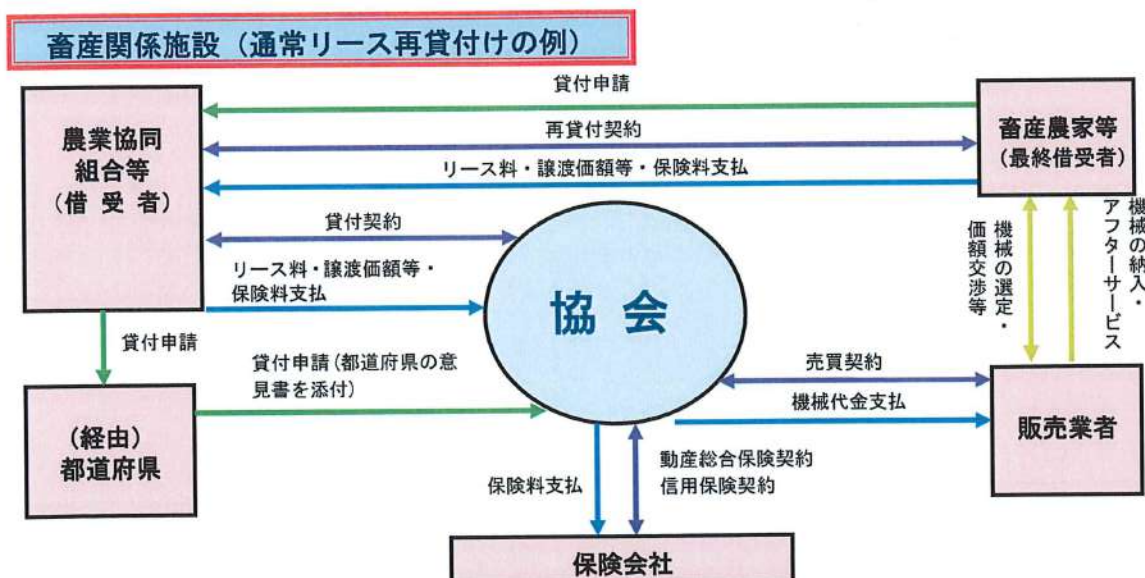 畜産関係施設（通常リース再貸付けの例）
貸付申請
農業協同
組合等
（借 受 者）
再貸付契約
畜産農家等
（最終借受者）
リース料・譲渡価額等・保険料支払
貸付契約
リース料・譲渡価額等・
保険料支払
協 会
機械の選定・
価額交渉等
機械の納入・
アフターサービス
貸付申請
貸付申請（都道府県の意
見書を添付）
売買契約
機械代金支払
（経由）
都道府県
販売業者
保険料支払
動産総合保険契約
信用保険契約
保険会社